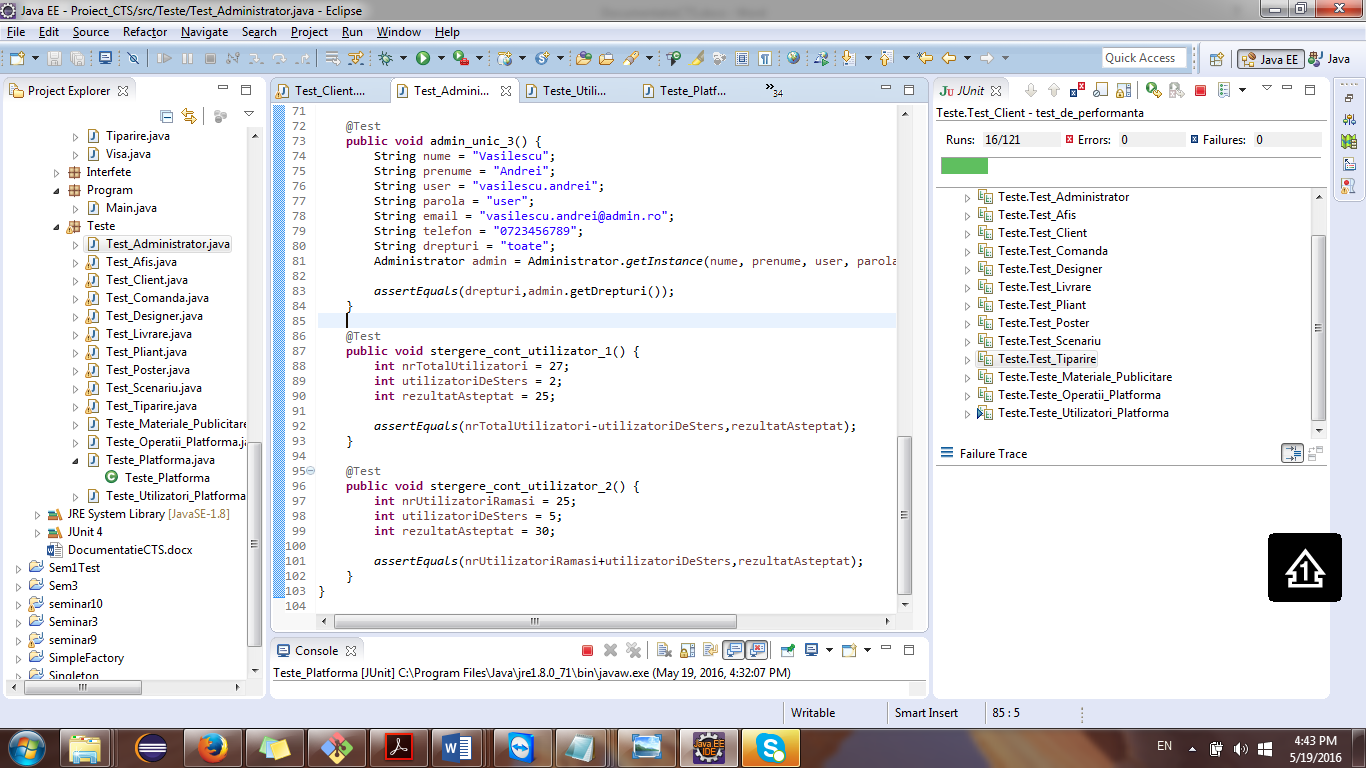 Java EE - Proiect_CTS/src/Teste/Test_Administrator.java - Eclipse
File Edit Source Refactor Navigate Search Project Run Window Help
Quick Access
Java EE
Java
Project Explorer
Tiparire.java
Visa.java
Interfete
Program
Main.java
Teste
Test_Administrator.java
Test_Afis.java
Test_Client.java
Test_Comanda.java
Test_Designer.java
Test_Livrare.java
Test_Pliant.java
Test_Poster.java
Test_Scenariu.java
Test_Tiparire.java
Teste_Materiale_Publicitare
Teste_Operatii_Platforma.ja
Teste_Platforma.java
Teste_Platforma
Teste_Utilizatori_Platforma
JRE System Library [JavaSE-1.8]
JUnit 4
DocumentatieCTS.docx
Sem1Test
Sem3
seminar10
Seminar3
seminar9
SimpleFactory
Singleton
Test_Client....
Test_Admini...
Teste_Utili...
Teste_Platf...
34
71
72 @Test
73 public void admin_unic_3() {
74 String nume = "Vasilescu";
75 String prenume = "Andrei";
76 String user = "vasilescu.andrei";
77 String parola = "user";
78 String email = "vasilescu.andrei@admin.ro";
79 String telefon = "0723456789";
80 String drepturi = "toate";
81 Administrator admin = Administrator.getInstance(nume, prenume, user, parola
82
83 assertEquals(drepturi,admin.getDrepturi());
84 }
85
86 @Test
87 public void stergere_cont_utilizator_1() {
88 int nrTotalUtilizatori = 27;
89 int utilizatoriDeSters = 2;
90 int rezultatAsteptat = 25;
91
92 assertEquals(nrTotalUtilizatori-utilizatoriDeSters,rezultatAsteptat);
93 }
94
95 @Test
96 public void stergere_cont_utilizator_2() {
97 int nrUtilizatoriRamasi = 25;
98 int utilizatoriDeSters = 5;
99 int rezultatAsteptat = 30;
100
101 assertEquals(nrUtilizatoriRamasi+utilizatoriDeSters,rezultatAsteptat);
102 }
103 }
104
Console
Teste_Platforma [JUnit] C:\Program Files\Java\jre1.8.0_71\bin\javaw.exe (May 19, 2016, 4:32:07 PM)
JUnit
Teste.Test_Client - test_de_performanta
Runs: 16/121 Errors: 0 Failures: 0
Teste.Test_Administrator
Teste.Test_Afis
Teste.Test_Client
Teste.Test_Comanda
Teste.Test_Designer
Teste.Test_Livrare
Teste.Test_Pliant
Teste.Test_Poster
Teste.Test_Scenariu
Teste.Test_Tiparire
Teste.Teste_Materiale_Publicitare
Teste.Teste_Operatii_Platforma
Teste.Teste_Utilizatori_Platforma
Failure Trace
1
Writable Smart Insert 85 : 5
Java EE
IDE
EN
4:43 PM
5/19/2016